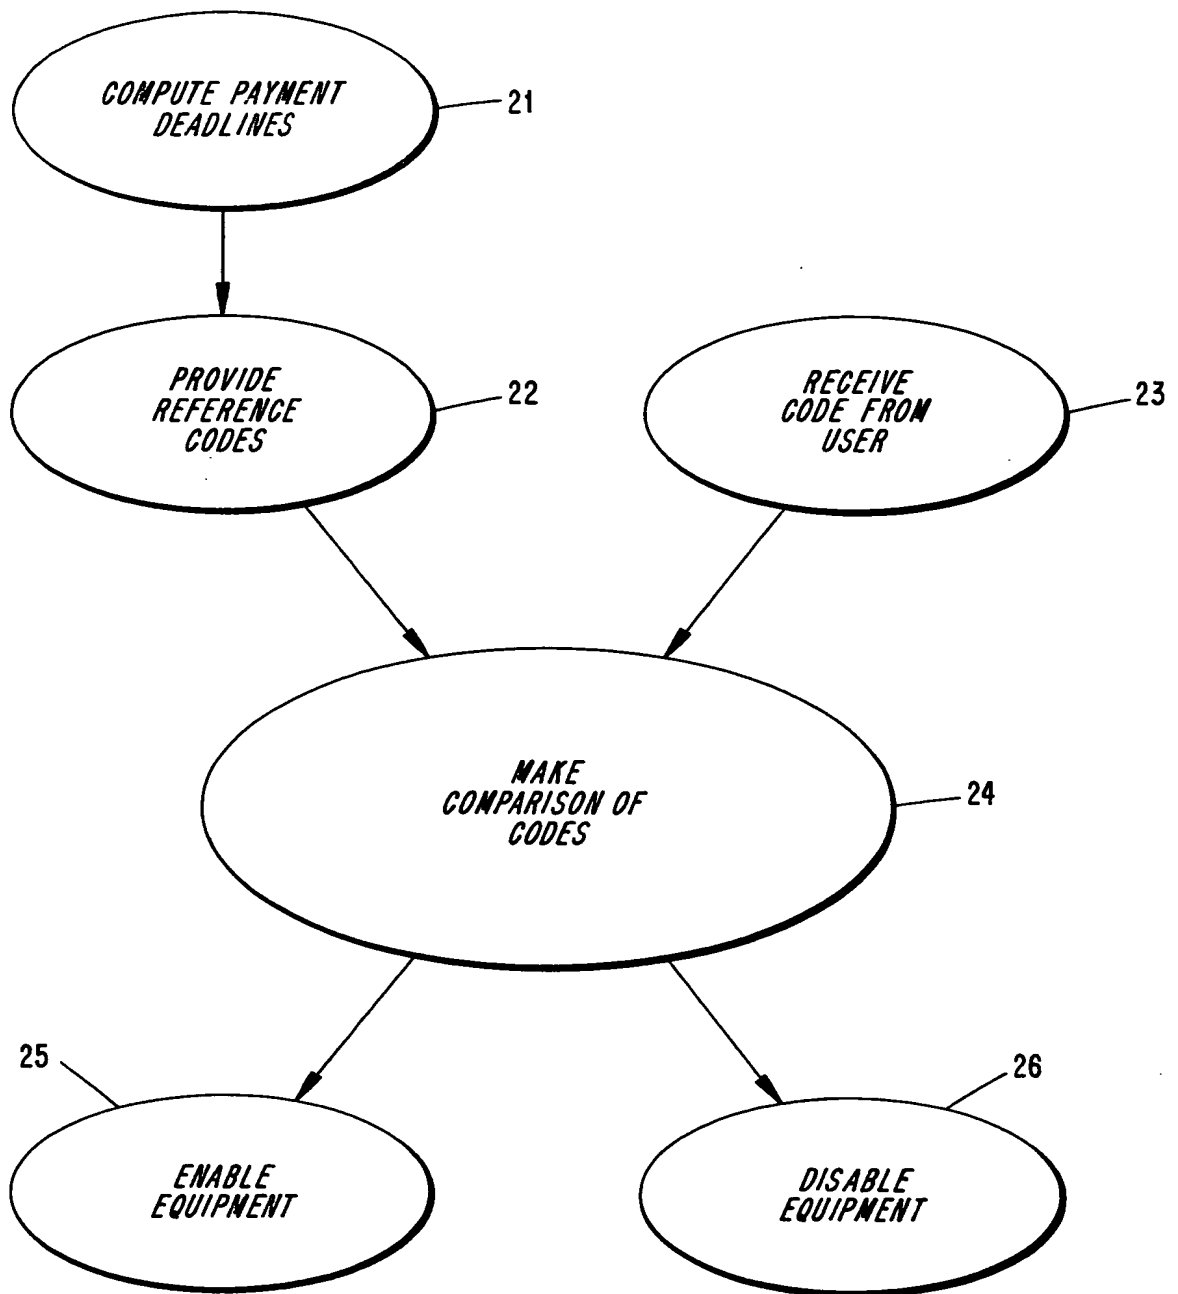 COMPUTE PAYMENT
DEADLINES
21
PROVIDE
REFERENCE
CODES
22
RECEIVE
CODE FROM
USER
23
MAKE
COMPARISON OF
CODES
24
25
ENABLE
EQUIPMENT
26
DISABLE
EQUIPMENT